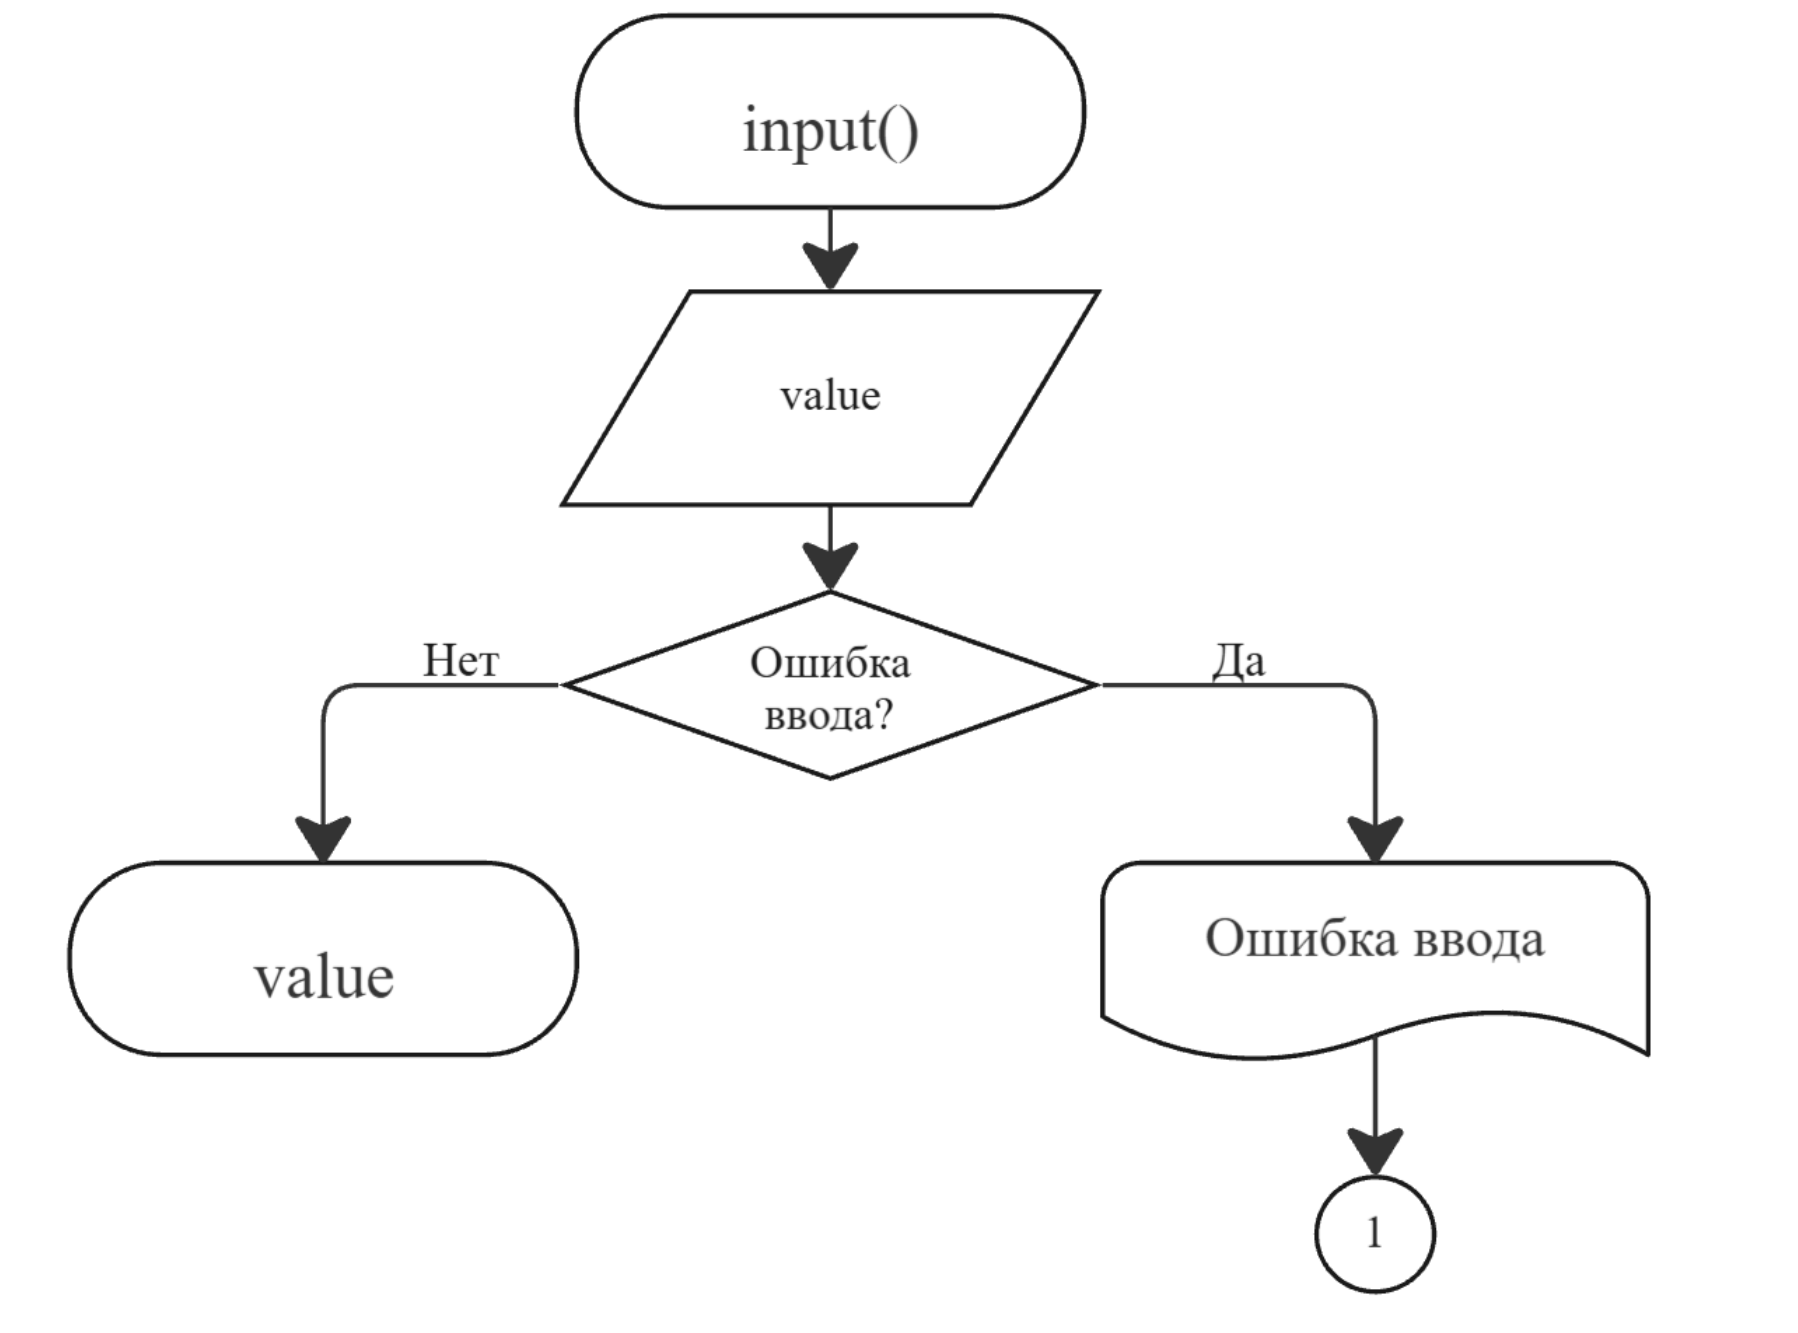 input()
value
Нет
Ошибка
ввода?
Да
value
Ошибка ввода
1